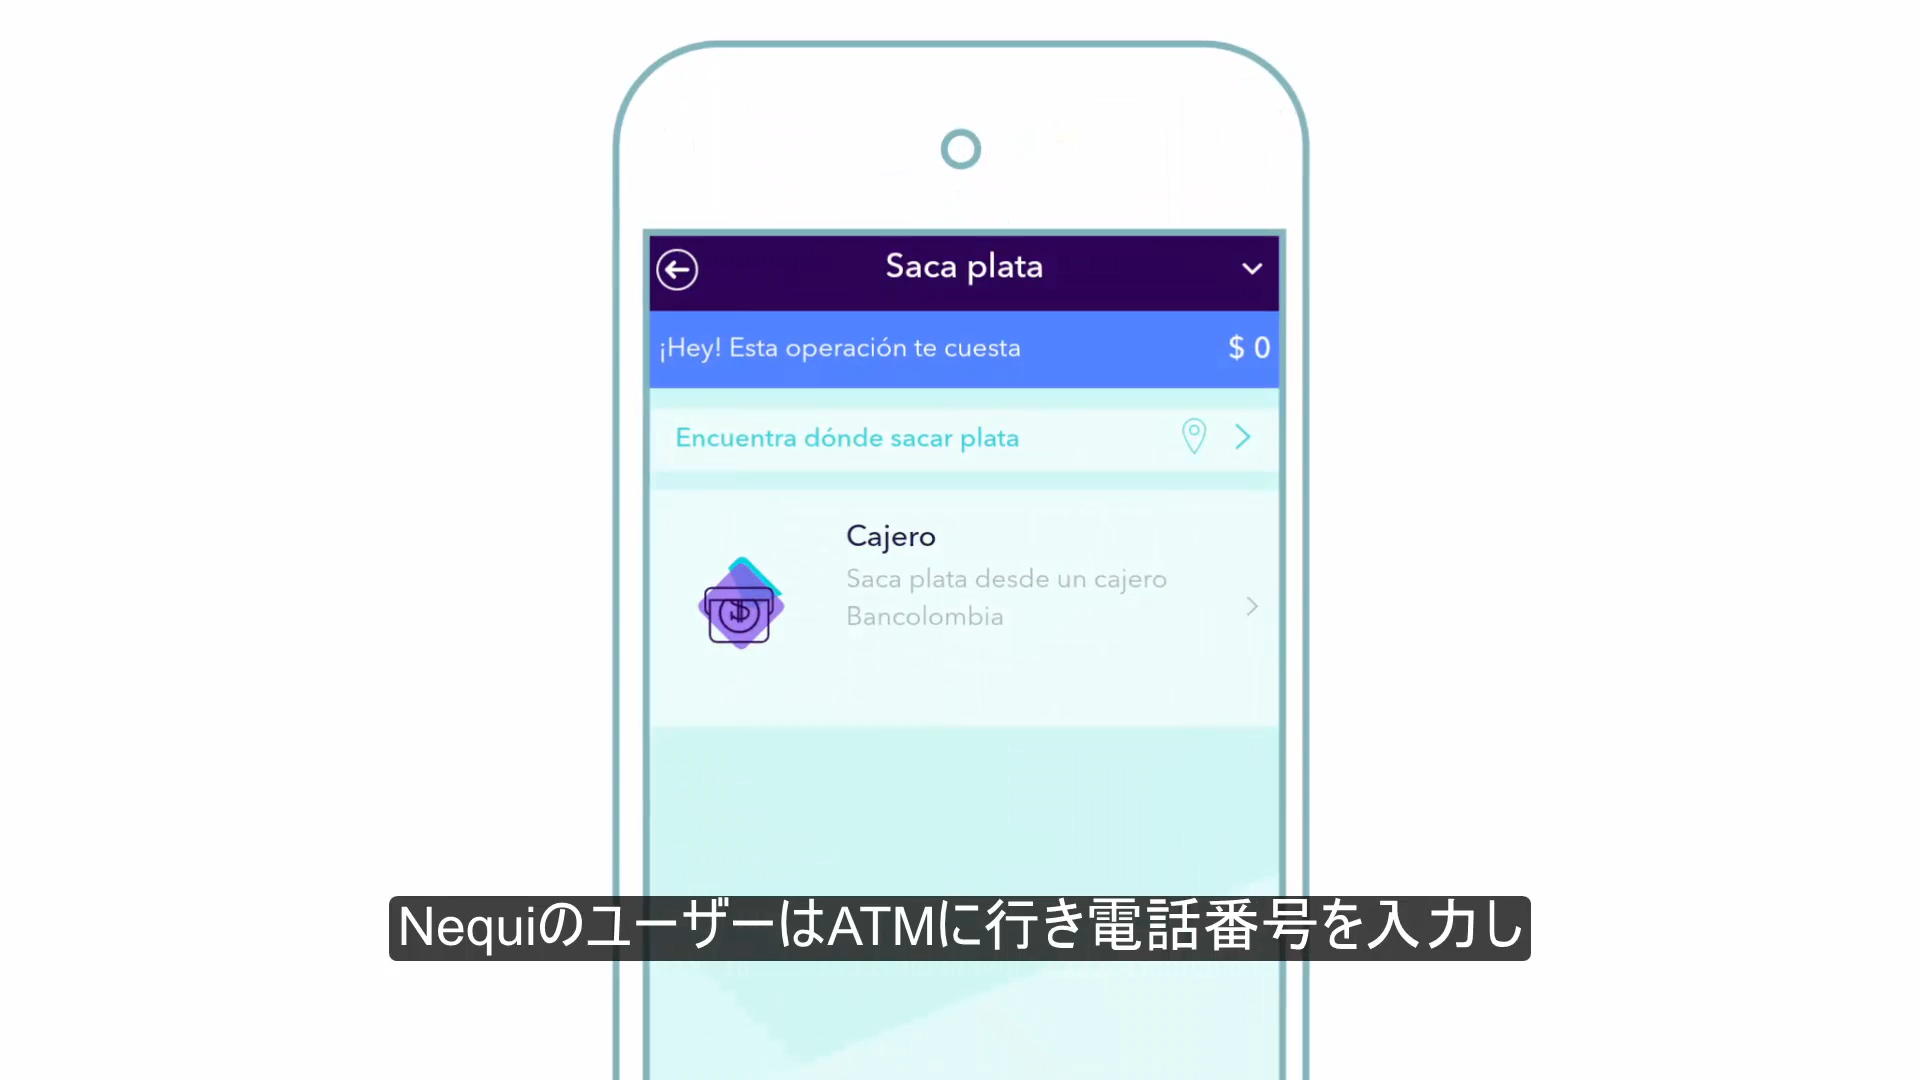 Saca plata
¡Hey! Esta operación te cuesta $ 0
Encuentra dónde sacar plata
Cajero
Saca plata desde un cajero
Bancolombia
NequiのユーザーはATMに行き電話番号を入力し